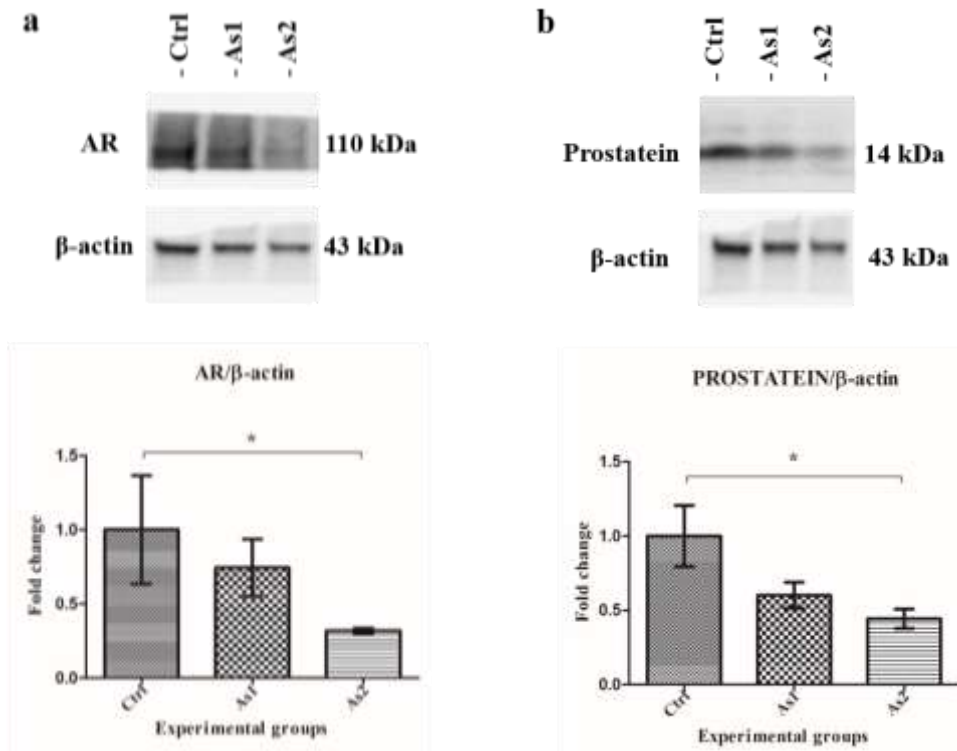 a
- Ctrl
- As1
- As2
AR
110 kDa
β-actin
43 kDa
AR/β-actin
*
Fold change
1.5
1.0
0.5
0.0
Ctrl
As1
As2
Experimental groups
b
- Ctrl
- As1
- As2
Prostatein
14 kDa
β-actin
43 kDa
PROSTATEIN/β-actin
*
Fold change
1.5
1.0
0.5
0.0
Ctrl
As1
As2
Experimental groups